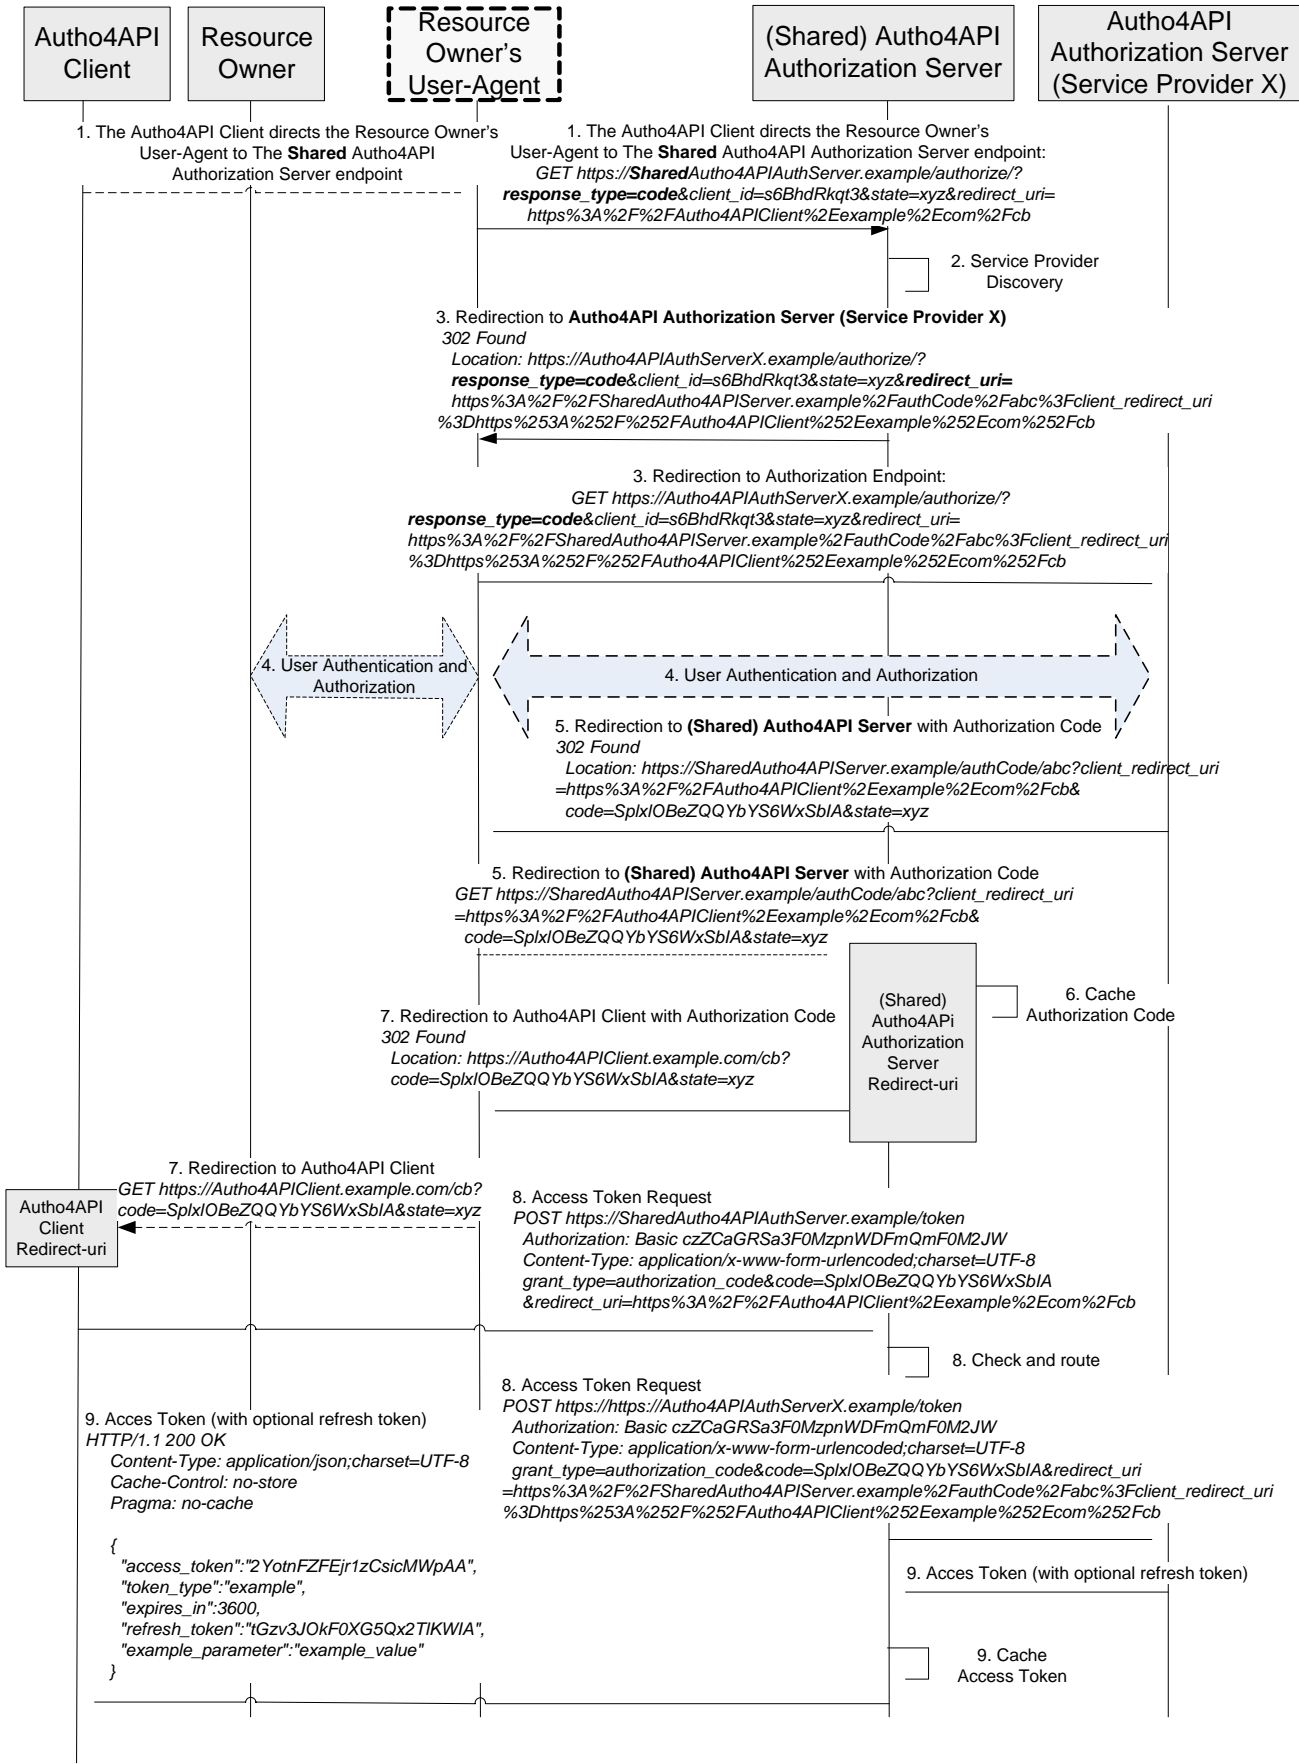 Autho4API
Client
Resource
Owner
Resource
Owner's
User-Agent
(Shared) Autho4API
Authorization Server
Autho4API
Authorization Server
(Service Provider X)
1. The Autho4API Client directs the Resource Owner's
User-Agent to The Shared Autho4API
Authorization Server endpoint
1. The Autho4API Client directs the Resource Owner's
User-Agent to The Shared Autho4API Authorization Server endpoint:
GET https://SharedAutho4APIAuthServer.example/authorize/?
response_type=code&client_id=s6BhdRkqt3&state=xyz&redirect_uri=
https%3A%2F%2FAutho4APIClient%2Eexample%2Ecom%2Fcb
2. Service Provider
Discovery
3. Redirection to Autho4API Authorization Server (Service Provider X)
302 Found
Location: https://Autho4APIAuthServerX.example/authorize/?
response_type=code&client_id=s6BhdRkqt3&state=xyz&redirect_uri=
https%3A%2F%2FSharedAutho4APIServer.example%2FauthCode%2Fabc%3Fclient_redirect_uri
%3Dhttps%253A%252F%252FAutho4APIClient%252Eexample%252Ecom%252Fcb
3. Redirection to Authorization Endpoint:
GET https://Autho4APIAuthServerX.example/authorize/?
response_type=code&client_id=s6BhdRkqt3&state=xyz&redirect_uri=
https%3A%2F%2FSharedAutho4APIServer.example%2FauthCode%2Fabc%3Fclient_redirect_uri
%3Dhttps%253A%252F%252FAutho4APIClient%252Eexample%252Ecom%252Fcb
4. User Authentication and
Authorization
4. User Authentication and Authorization
5. Redirection to (Shared) Autho4API Server with Authorization Code
302 Found
Location: https://SharedAutho4APIServer.example/authCode/abc?client_redirect_uri
=https%3A%2F%2FAutho4APIClient%2Eexample%2Ecom%2Fcb&
code=SplxlOBeZQQYbYS6WxSbIA&state=xyz
5. Redirection to (Shared) Autho4API Server with Authorization Code
GET https://SharedAutho4APIServer.example/authCode/abc?client_redirect_uri
=https%3A%2F%2FAutho4APIClient%2Eexample%2Ecom%2Fcb&
code=SplxlOBeZQQYbYS6WxSbIA&state=xyz
(Shared)
Autho4APi
Authorization
Server
Redirect-uri
6. Cache
Authorization Code
7. Redirection to Autho4API Client with Authorization Code
302 Found
Location: https://Autho4APIClient.example.com/cb?
code=SplxlOBeZQQYbYS6WxSbIA&state=xyz
7. Redirection to Autho4API Client
GET https://Autho4APIClient.example.com/cb?
code=SplxlOBeZQQYbYS6WxSbIA&state=xyz
Autho4API
Client
Redirect-uri
8. Access Token Request
POST https://SharedAutho4APIAuthServer.example/token
Authorization: Basic czZCaGRSa3F0MzpnWDFmQmF0M2JW
Content-Type: application/x-www-form-urlencoded;charset=UTF-8
grant_type=authorization_code&code=SplxlOBeZQQYbYS6WxSbIA
&redirect_uri=https%3A%2F%2FAutho4APIClient%2Eexample%2Ecom%2Fcb
8. Check and route
8. Access Token Request
POST https://https://Autho4APIAuthServerX.example/token
Authorization: Basic czZCaGRSa3F0MzpnWDFmQmF0M2JW
Content-Type: application/x-www-form-urlencoded;charset=UTF-8
grant_type=authorization_code&code=SplxlOBeZQQYbYS6WxSbIA&redirect_uri
=https%3A%2F%2FSharedAutho4APIServer.example%2FauthCode%2Fabc%3Fclient_redirect_uri
%3Dhttps%253A%252F%252FAutho4APIClient%252Eexample%252Ecom%252Fcb
9. Acces Token (with optional refresh token)
HTTP/1.1 200 OK
Content-Type: application/json;charset=UTF-8
Cache-Control: no-store
Pragma: no-cache
{
"access_token":"2YotnFZFEjr1zCsicMWpAA",
"token_type":"example",
"expires_in":3600,
"refresh_token":"tGzv3JOkF0XG5Qx2TlKWIA",
"example_parameter":"example_value"
}
9. Acces Token (with optional refresh token)
9. Cache
Access Token